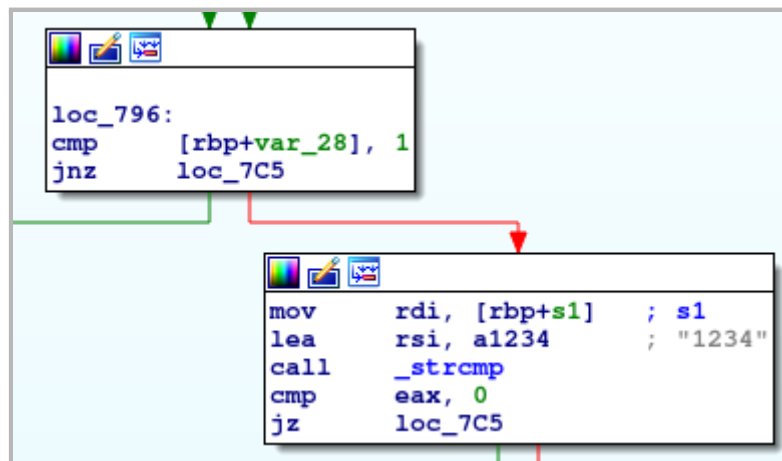 loc_796:
cmp [rbp+var_28], 1
jnz loc_7C5
mov rdi, [rbp+s1] ; s1
lea rsi, a1234 ; "1234"
call _strcmp
cmp eax, 0
jz loc_7C5